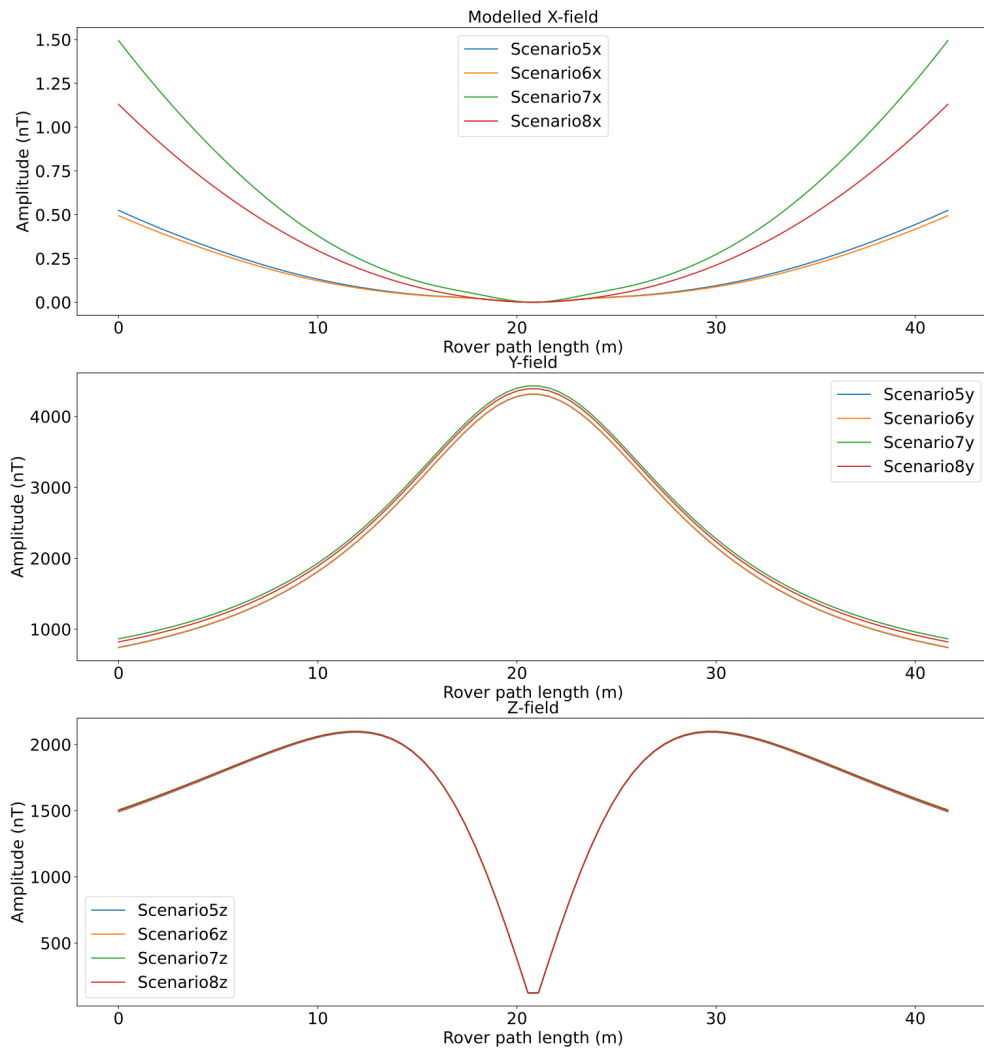 Modelled X-field
Amplitude (nT)
1.50
1.25
1.00
0.75
0.50
0.25
0.00
Scenario5x
Scenario6x
Scenario7x
Scenario8x
0 10 20 30 40
Rover path length (m)
Y-field
Amplitude (nT)
4000
3000
2000
1000
Scenario5y
Scenario6y
Scenario7y
Scenario8y
0 10 20 30 40
Rover path length (m)
Z-field
Amplitude (nT)
2000
1500
1000
500
Scenario5z
Scenario6z
Scenario7z
Scenario8z
0 10 20 30 40
Rover path length (m)